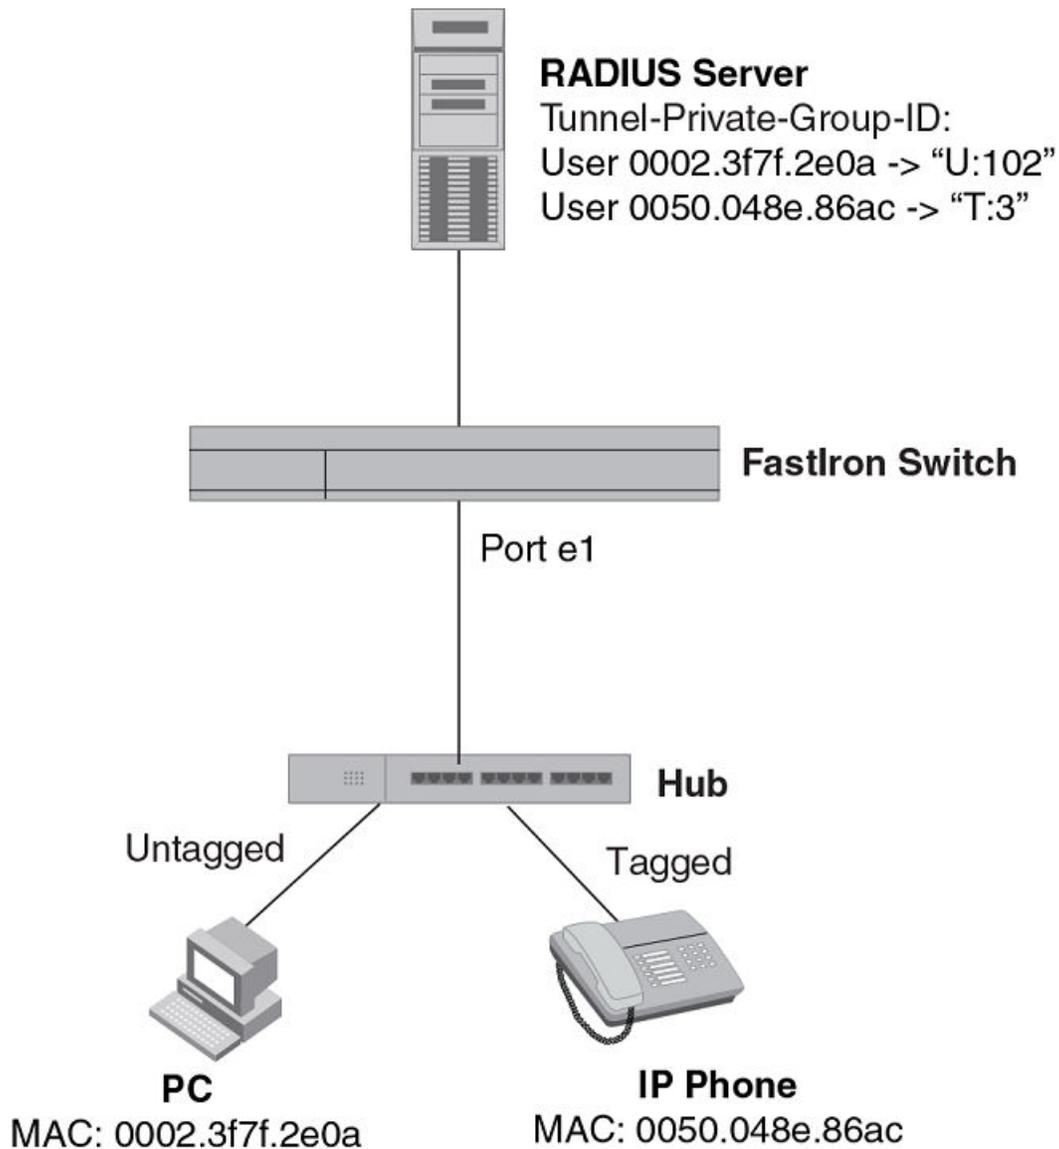 RADIUS Server
Tunnel-Private-Group-ID:
User 0002.3f7f.2e0a -> “U:102”
User 0050.048e.86ac -> “T:3”
FastIron Switch
Port e1
Hub
Untagged
Tagged
PC
MAC: 0002.3f7f.2e0a
IP Phone
MAC: 0050.048e.86ac